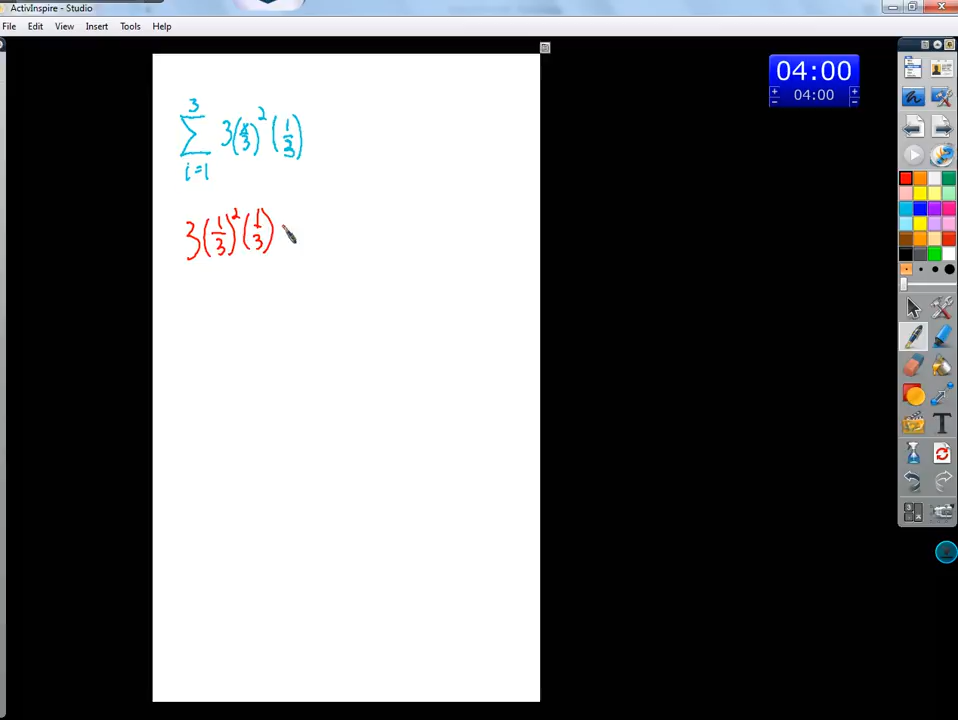 ActivInspire - Studio
File Edit View Insert Tools Help
04:00
04:00
3
∑ 3( /3)² (1/3)
i=1
3(1/3)² (1/3)
T